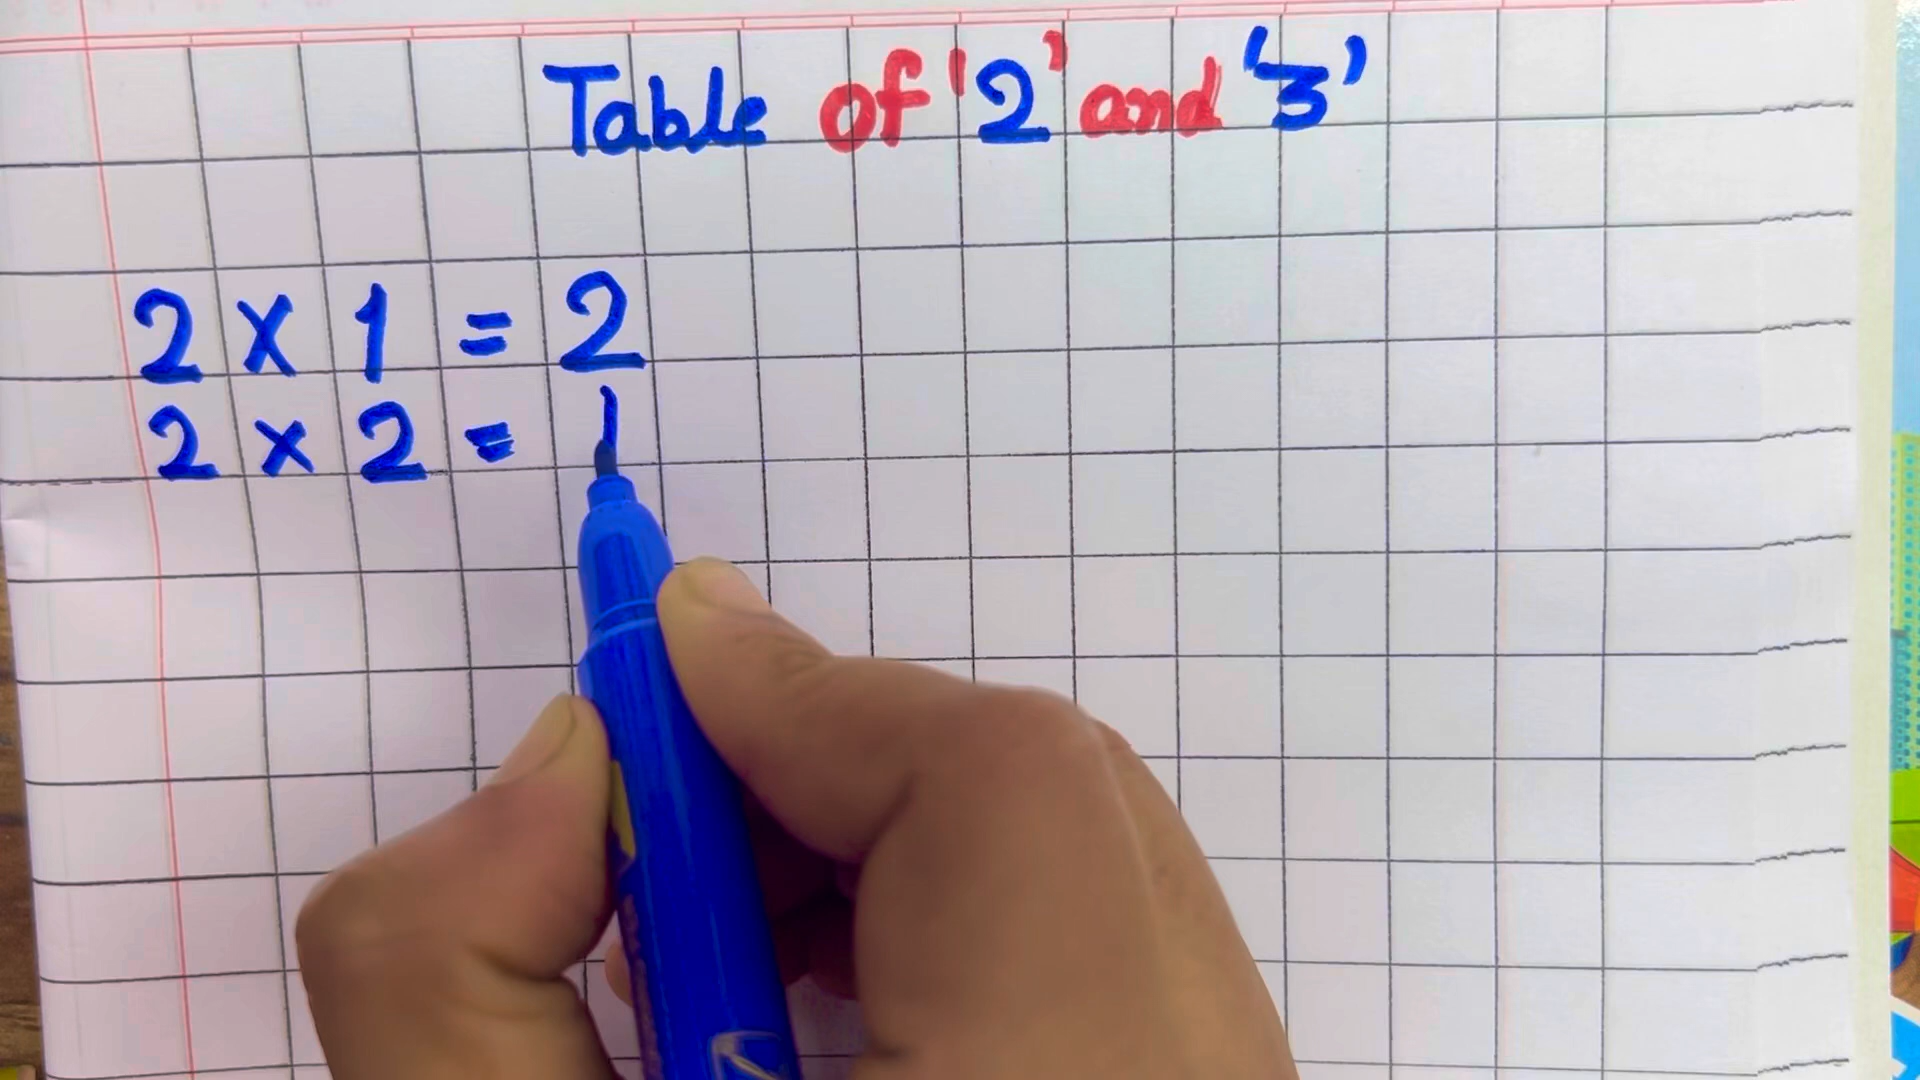 Table of '2' and '3'
2 × 1 = 2
2 × 2 =